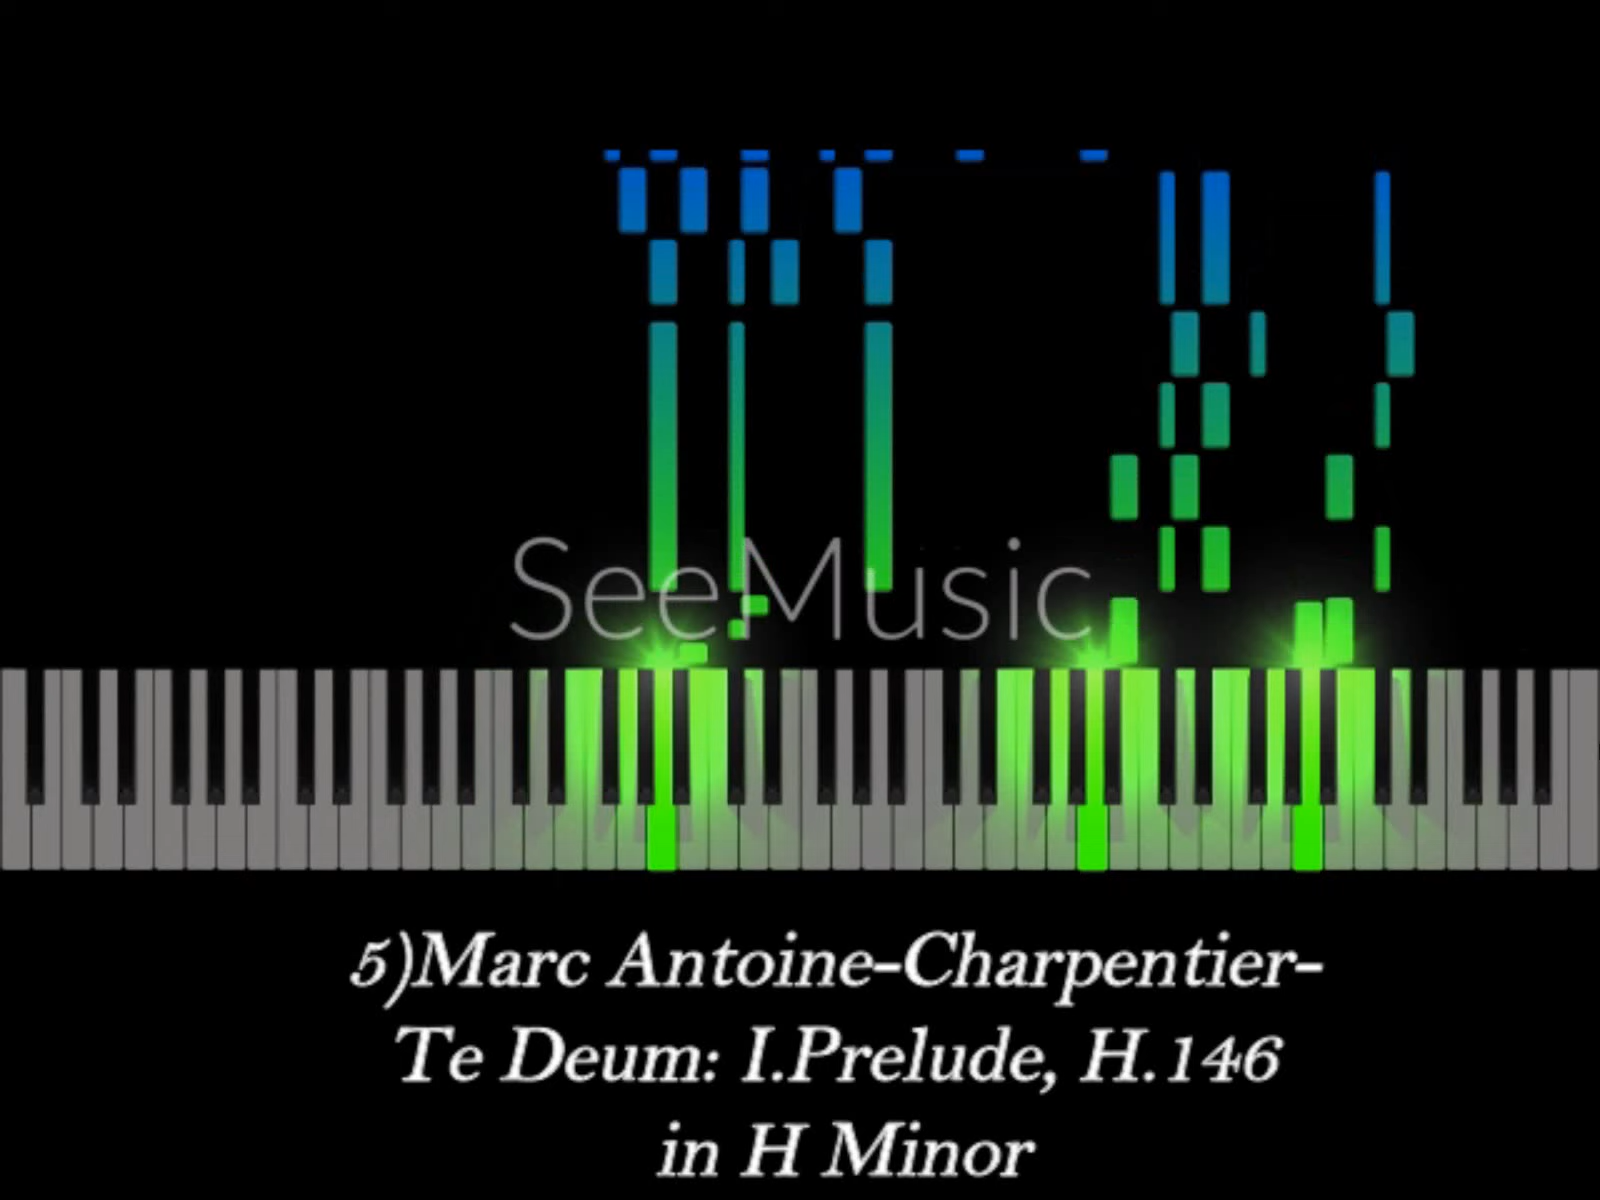 SeeMusic
5)Marc Antoine-Charpentier-
Te Deum: I.Prelude, H.146
in H Minor